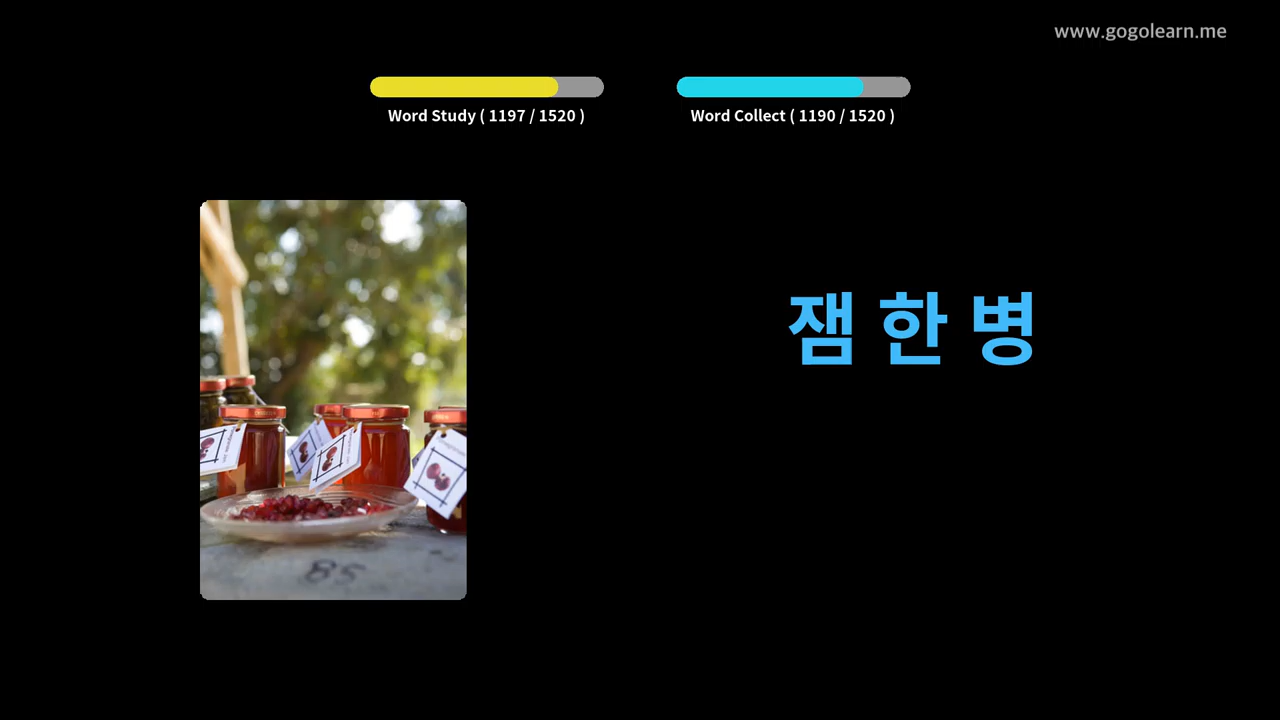 www.gogolearn.me
Word Study ( 1197 / 1520 )
Word Collect ( 1190 / 1520 )
잼 한 병
85